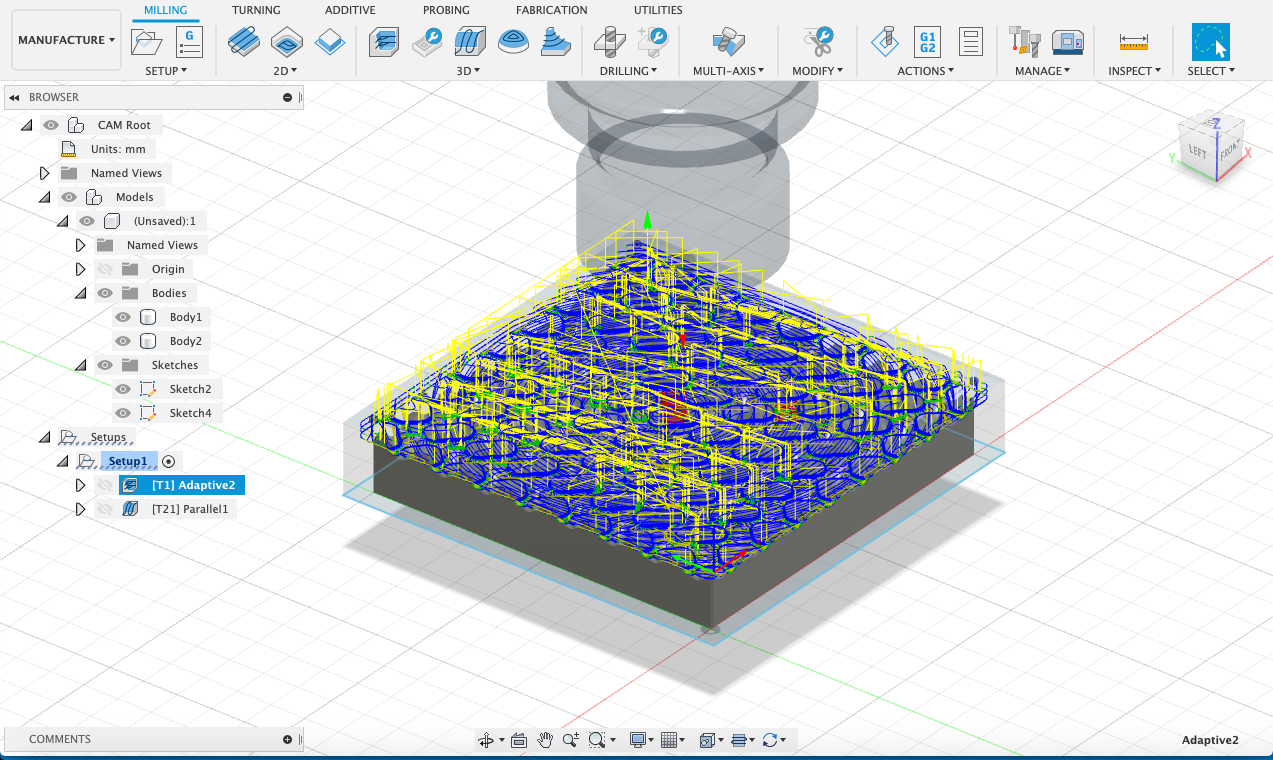 MILLING TURNING ADDITIVE PROBING FABRICATION UTILITIES
MANUFACTURE
G
G1
G2
SETUP 2D 3D DRILLING MULTI-AXIS MODIFY ACTIONS MANAGE INSPECT SELECT
BROWSER
CAM Root
Units: mm
Named Views
Models
(Unsaved):1
Named Views
Origin
Bodies
Body1
Body2
Sketches
Sketch2
Sketch4
Setups
Setup1
[T1] Adaptive2
[T21] Parallel1
Z
LEFT FRONT
Y X
COMMENTS
Adaptive2